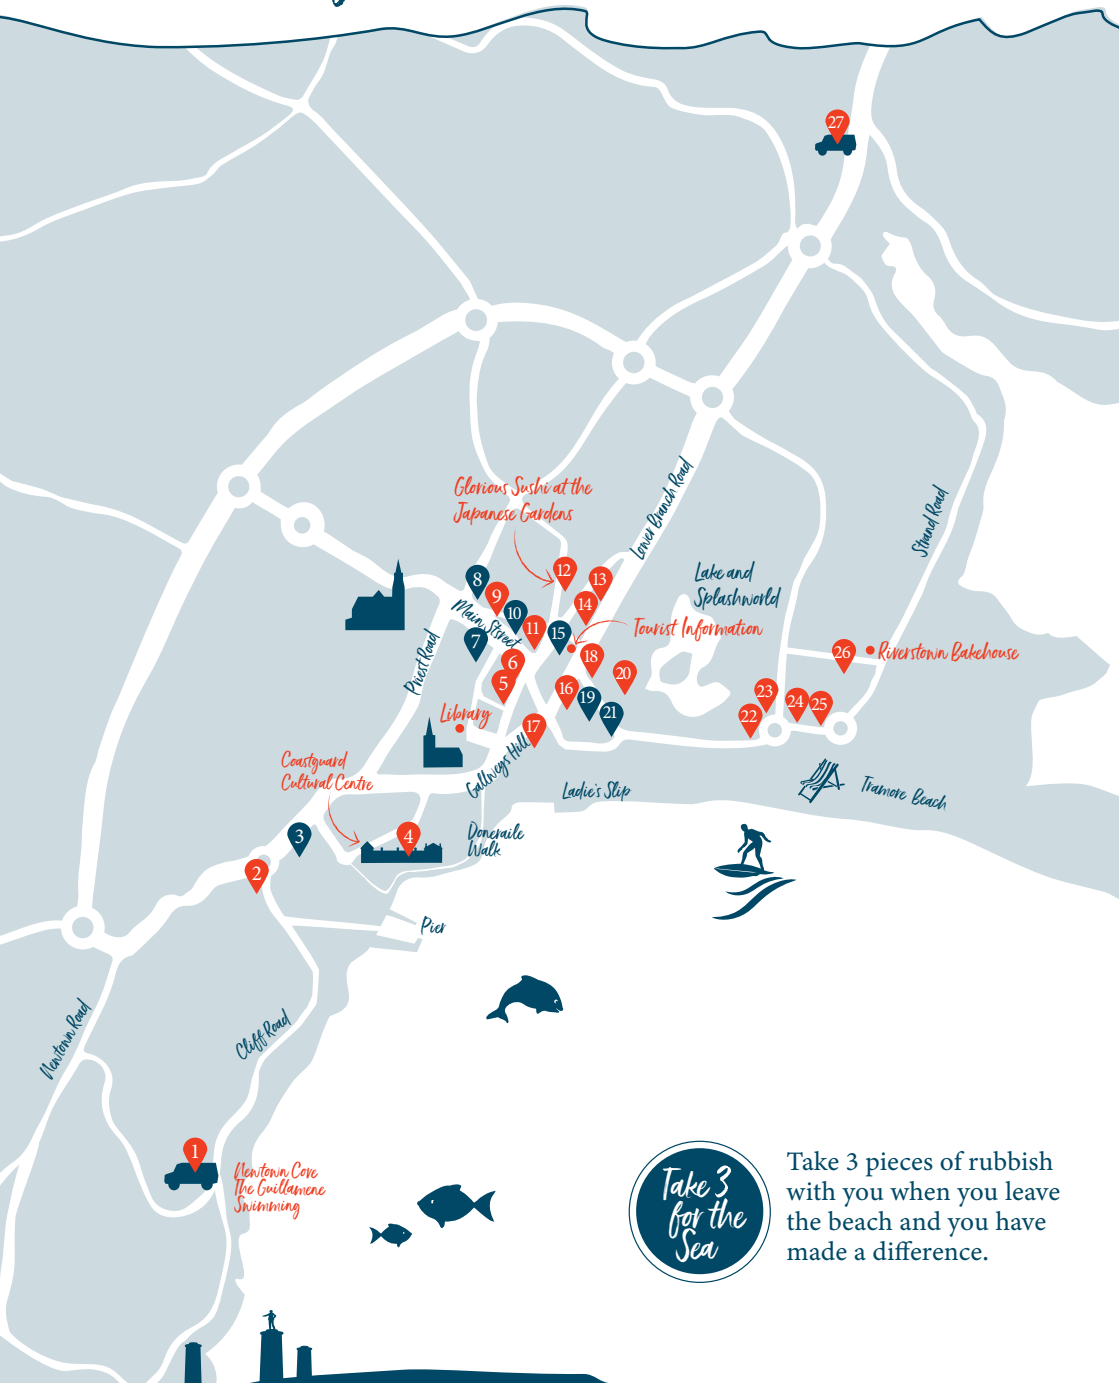 27
Glorious Sushi at the
Japanese Gardens
Lower Branch Road
Strand Road
8
9
10
11
12
13
14
15
Main Stsreet
7
Lake and
Splashworld
Tourist Information
Priest Road
6
5
18
20
16
19
21
17
26
Riverstown Bakehouse
23
24
25
22
Library
Gallweys Hill
Coastguard
Cultural Centre
Ladie's Slip
Tramore Beach
3
4
Doneraile
Walk
2
Pier
Newtown Road
Cliff Road
1
Newtown Cove
The Guillamene
Swimming
Take 3
for the
Sea
Take 3 pieces of rubbish
with you when you leave
the beach and you have
made a difference.